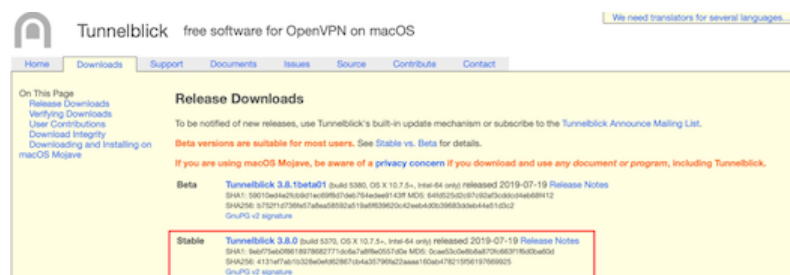 We need translators for several languages...
Tunnelblick free software for OpenVPN on macOS
Home Downloads Support Documents Issues Source Contribute Contact
On This Page
Release Downloads
Verifying Downloads
User Contributions
Download Integrity
Downloading and Installing on
macOS Mojave
Release Downloads
To be notified of new releases, use Tunnelblick's built-in update mechanism or subscribe to the Tunnelblick Announce Mailing List.
Beta versions are suitable for most users. See Stable vs. Beta for details.
If you are using macOS Mojave, be aware of a privacy concern if you download and use any document or program, including Tunnelblick.
Beta Tunnelblick 3.8.1beta01 (build 5380, OS X 10.7.5+, Intel-64 only) released 2019-07-19 Release Notes
SHA1: MD5:
SHA256:
GnuPG v2 signature
Stable Tunnelblick 3.8.0 (build 5370, OS X 10.7.5+, Intel-64 only) released 2019-07-19 Release Notes
SHA1: MD5:
SHA256:
GnuPG v2 signature